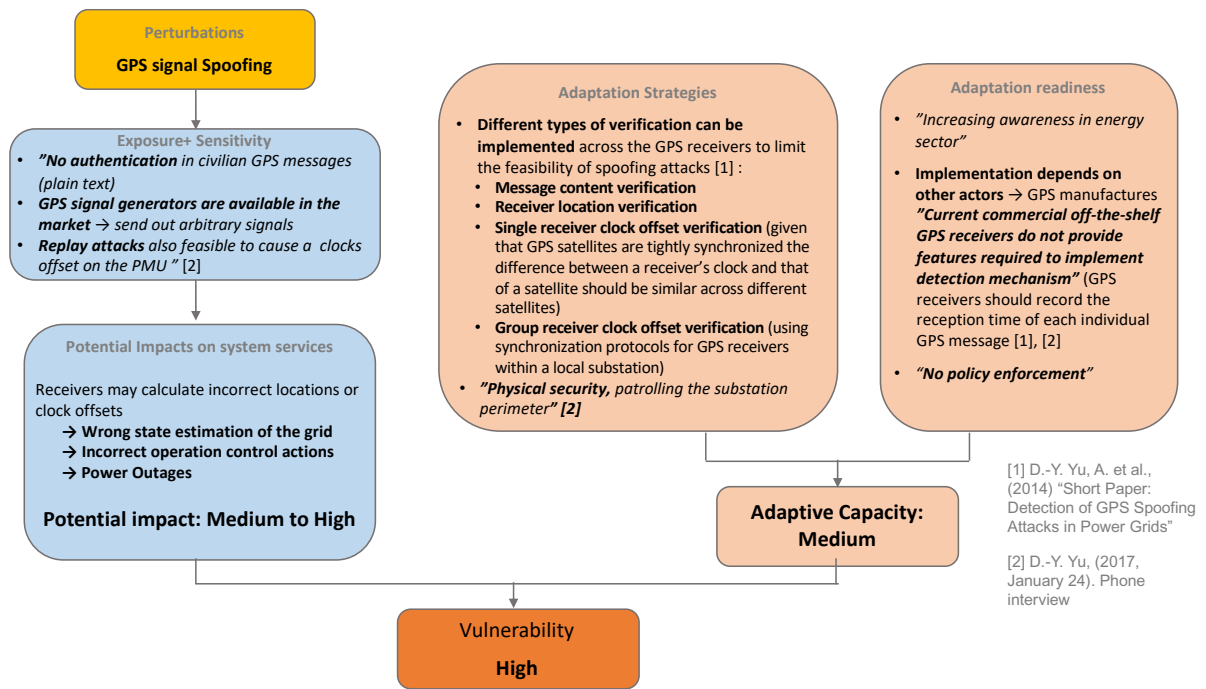 Perturbations
GPS signal Spoofing
Exposure+ Sensitivity
• ”No authentication in civilian GPS messages
(plain text)
• GPS signal generators are available in the
market → send out arbitrary signals
• Replay attacks also feasible to cause a clocks
offset on the PMU ” [2]
Potential Impacts on system services
Receivers may calculate incorrect locations or
clock offsets
→ Wrong state estimation of the grid
→ Incorrect operation control actions
→ Power Outages
Potential impact: Medium to High
Adaptation Strategies
• Different types of verification can be
implemented across the GPS receivers to limit
the feasibility of spoofing attacks [1] :
• Message content verification
• Receiver location verification
• Single receiver clock offset verification (given
that GPS satellites are tightly synchronized the
difference between a receiver’s clock and that
of a satellite should be similar across different
satellites)
• Group receiver clock offset verification (using
synchronization protocols for GPS receivers
within a local substation)
• ”Physical security, patrolling the substation
perimeter” [2]
Adaptation readiness
• ”Increasing awareness in energy
sector”
• Implementation depends on
other actors → GPS manufactures
”Current commercial off-the-shelf
GPS receivers do not provide
features required to implement
detection mechanism” (GPS
receivers should record the
reception time of each individual
GPS message [1], [2]
• “No policy enforcement”
Adaptive Capacity:
Medium
[1] D.-Y. Yu, A. et al.,
(2014) “Short Paper:
Detection of GPS Spoofing
Attacks in Power Grids”
[2] D.-Y. Yu, (2017,
January 24). Phone
interview
Vulnerability
High